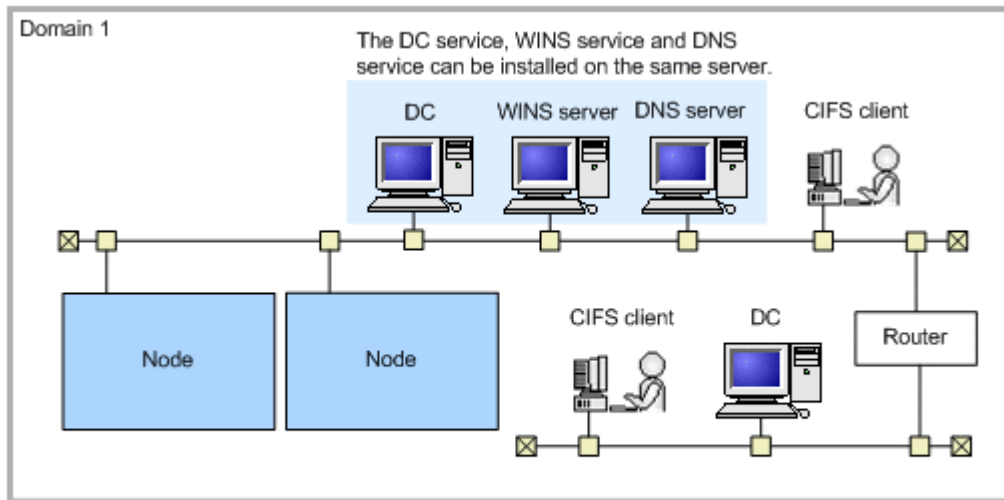 Domain 1
The DC service, WINS service and DNS
service can be installed on the same server.
DC
WINS server
DNS server
CIFS client
Node
Node
CIFS client
DC
Router